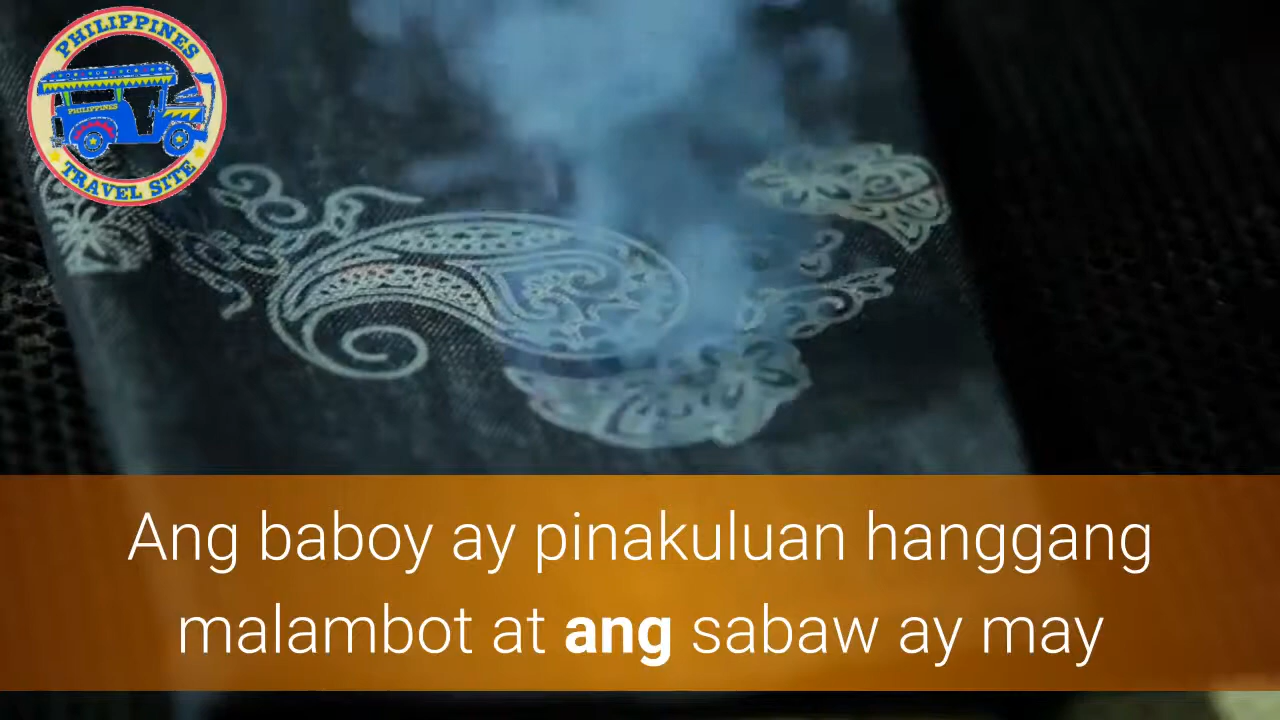 PHILIPPINES
PHILIPPINES
TRAVEL SITE
Ang baboy ay pinakuluan hanggang
malambot at ang sabaw ay may